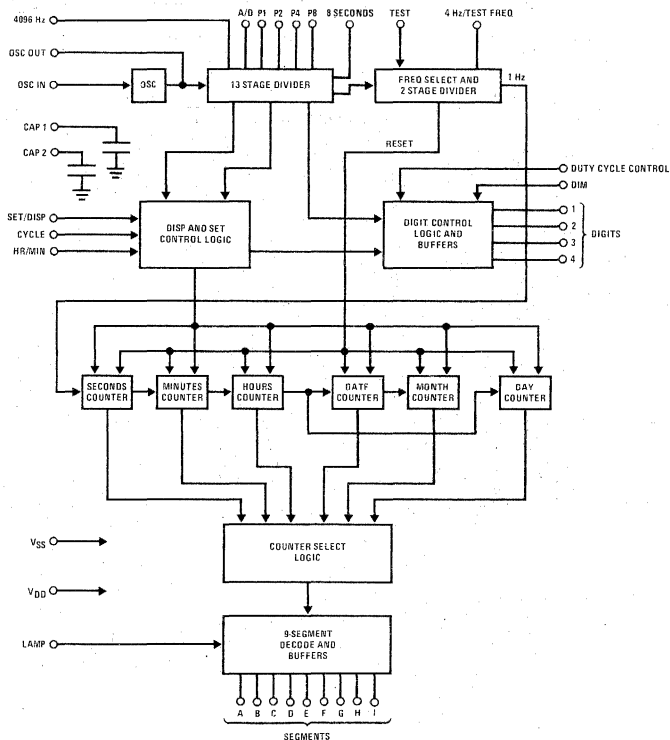 4096 Hz
A/D P1 P2 P4 P8 8 SECONDS
TEST
4 Hz/TEST FREQ
OSC OUT
OSC IN
OSC
13 STAGE DIVIDER
FREQ SELECT AND
2 STAGE DIVIDER
1 Hz
CAP 1
CAP 2
RESET
DUTY CYCLE CONTROL
DIM
SET/DISP
CYCLE
HR/MIN
DISP AND SET
CONTROL LOGIC
DIGIT CONTROL
LOGIC AND
BUFFERS
1
2
3
4
DIGITS
SECONDS
COUNTER
MINUTES
COUNTER
HOURS
COUNTER
DATE
COUNTER
MONTH
COUNTER
DAY
COUNTER
VSS
VDD
COUNTER SELECT
LOGIC
LAMP
9-SEGMENT
DECODE AND
BUFFERS
A B C D E F G H I
SEGMENTS